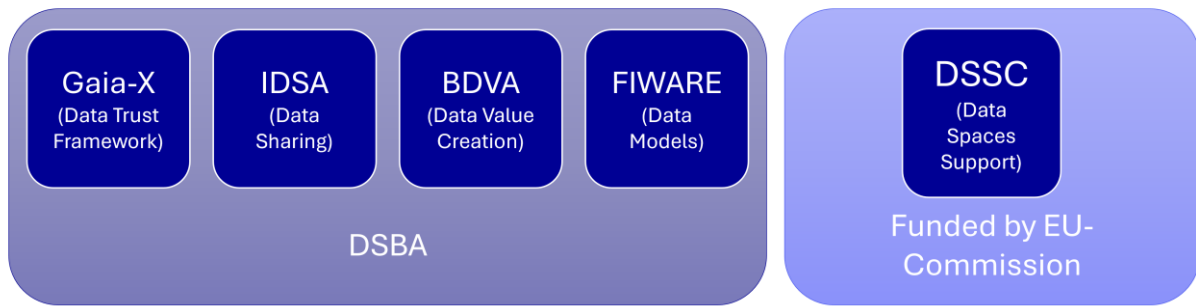 Gaia-X
(Data Trust
Framework)
IDSA
(Data
Sharing)
BDVA
(Data Value
Creation)
FIWARE
(Data
Models)
DSBA
DSSC
(Data
Spaces
Support)
Funded by EU-
Commission